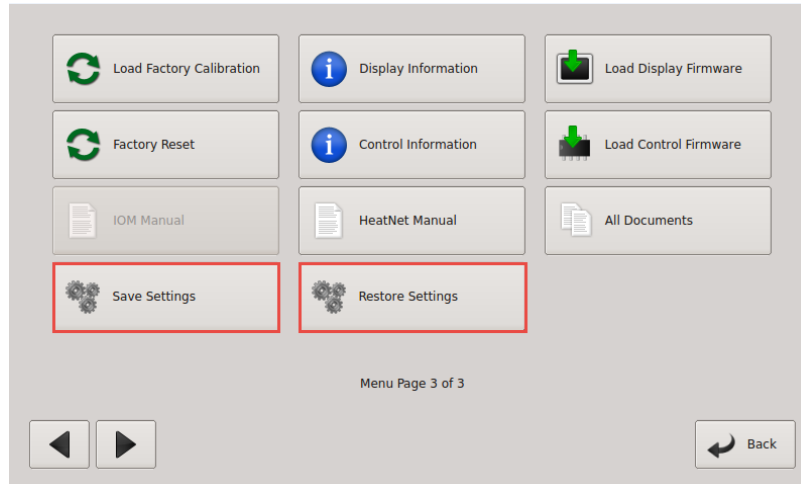 Load Factory Calibration
Display Information
Load Display Firmware
Factory Reset
Control Information
Load Control Firmware
IOM Manual
HeatNet Manual
All Documents
Save Settings
Restore Settings
Menu Page 3 of 3
Back